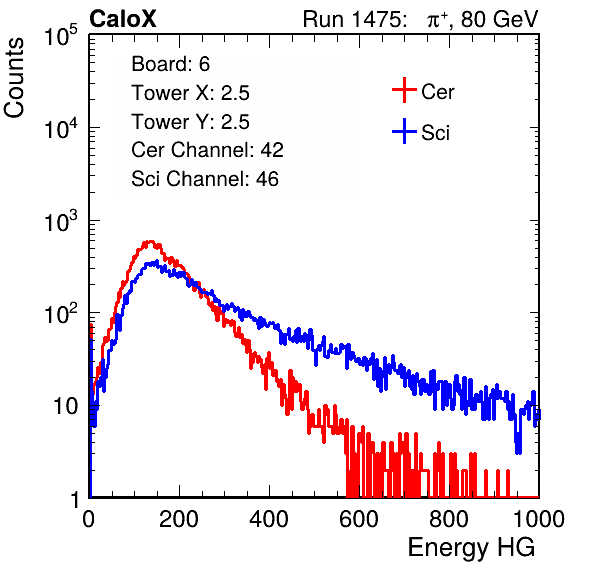 CaloX Run 1475: π⁺, 80 GeV
Counts
Board: 6
Tower X: 2.5
Tower Y: 2.5
Cer Channel: 42
Sci Channel: 46
Cer
Sci
10⁵
10⁴
10³
10²
10
1
0 200 400 600 800 1000
Energy HG